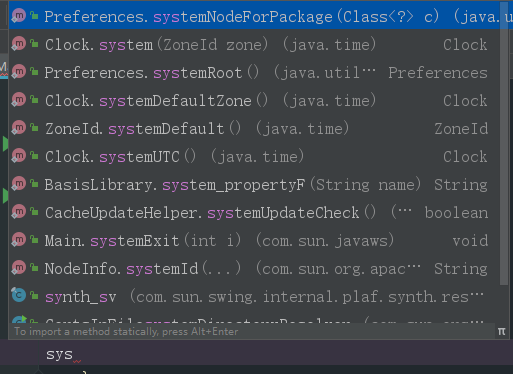 Preferences.systemNodeForPackage(Class<?> c) (java.u
Clock.system(ZoneId zone) (java.time) Clock
Preferences.systemRoot() (java.util… Preferences
Clock.systemDefaultZone() (java.time) Clock
ZoneId.systemDefault() (java.time) ZoneId
Clock.systemUTC() (java.time) Clock
BasisLibrary.system_propertyF(String name) String
CacheUpdateHelper.systemUpdateCheck() (… boolean
Main.systemExit(int i) (com.sun.javaws) void
NodeInfo.systemId(...) (com.sun.org.apac… String
synth_sv (com.sun.swing.internal.plaf.synth.res…
To import a method statically, press Alt+Enter π
sys